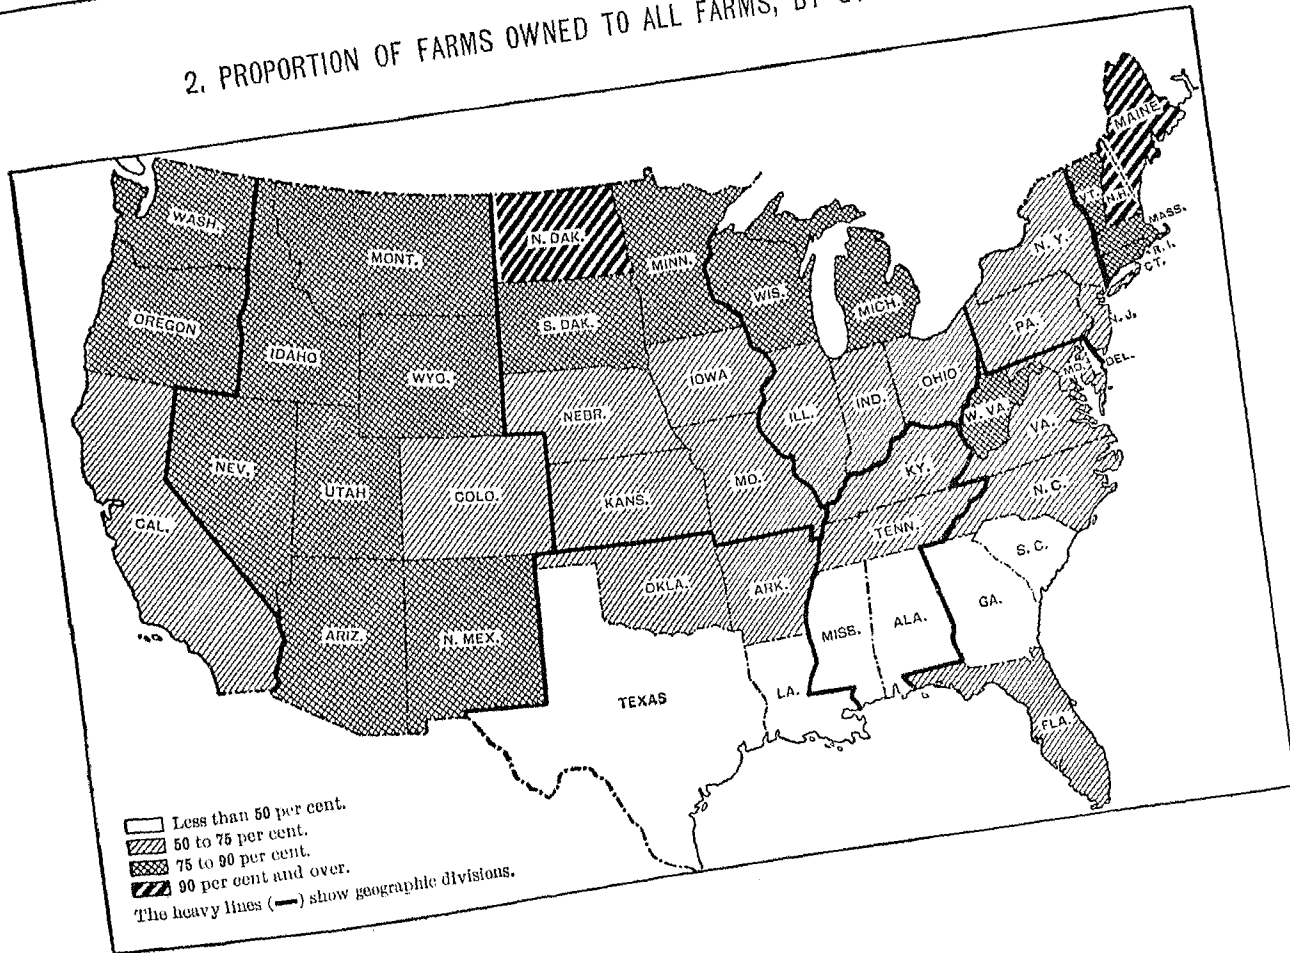 2. PROPORTION OF FARMS OWNED TO ALL FARMS, BY
MAINE
WASH.
VT.
N.H.
MASS.
N. DAK.
MONT.
MINN.
N. Y.
R. I.
CT.
WIS.
MICH.
OREGON
S. DAK.
PA.
N. J.
IDAHO
WYO.
IOWA
OHIO
MD.
DEL.
NEBR.
ILL.
IND.
W. VA.
VA.
NEV.
UTAH
COLO.
KANS.
MO.
KY.
N. C.
CAL.
TENN.
S. C.
OKLA.
ARK.
GA.
ARIZ.
N. MEX.
MISS.
ALA.
TEXAS
LA.
FLA.
Less than 50 per cent.
50 to 75 per cent.
75 to 90 per cent.
90 per cent and over.
The heavy lines (━) show geographic divisions.